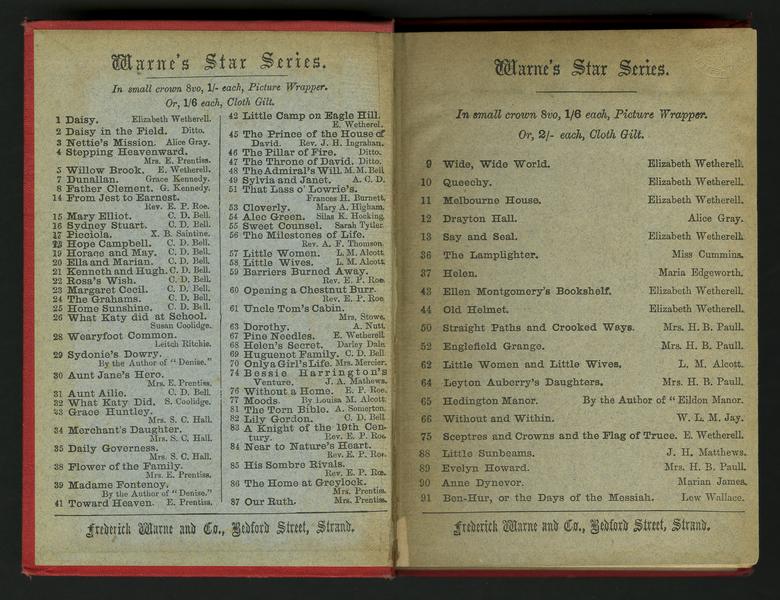 Warne's Star Series.
In small crown 8vo, 1/- each, Picture Wrapper.
Or, 1/6 each, Cloth Gilt.
1 Daisy. Elizabeth Wetherell.
2 Daisy in the Field. Ditto.
3 Nettie's Mission. Alice Gray.
4 Stepping Heavenward.
Mrs. E. Prentiss.
5 Willow Brook. E. Wetherell.
7 Dunallan. Grace Kennedy.
8 Father Clement. G. Kennedy.
14 From Jest to Earnest.
Rev. E. P. Roe.
15 Mary Elliot. C. D. Bell.
16 Sydney Stuart. C. D. Bell.
17 Picciola. X. B. Saintine.
Hope Campbell. C. D. Bell.
19 Horace and May. C. D. Bell.
20 Ella and Marian. C. D. Bell.
21 Kenneth and Hugh. C. D. Bell.
22 Rosa's Wish. C. D. Bell.
23 Margaret Cecil. C. D. Bell.
24 The Grahams. C. D. Bell.
25 Home Sunshine. C. D. Bell.
26 What Katy did at School.
Susan Coolidge.
28 Wearyfoot Common.
Leitch Ritchie.
29 Sydonie's Dowry.
By the Author of "Denise."
30 Aunt Jane's Hero.
Mrs. E. Prentiss.
31 Aunt Ailie. C. D. Bell.
32 What Katy Did. S. Coolidge.
33 Grace Huntley.
Mrs. S. C. Hall.
34 Merchant's Daughter.
Mrs. S. C. Hall.
35 Daily Governess.
Mrs. S. C. Hall.
38 Flower of the Family.
Mrs. E. Prentiss.
39 Madame Fontenoy.
By the Author of "Denise."
41 Toward Heaven. E. Prentiss.
42 Little Camp on Eagle Hill.
E. Wetherel.
45 The Prince of the House of
David. Rev. J. H. Ingrahan.
46 The Pillar of Fire. Ditto.
47 The Throne of David. Ditto.
48 The Admiral's Will. M. M. Bell
49 Sylvia and Janet. A. C. D.
51 That Lass o' Lowrie's.
Frances H. Burnett.
53 Cloverly. Mary A. Higham.
54 Alec Green. Silas K. Hocking.
55 Sweet Counsel. Sarah Tytler.
56 The Milestones of Life.
Rev. A. F. Thomson.
57 Little Women. L. M. Alcott.
58 Little Wives. L. M. Alcott.
59 Barriers Burned Away.
Rev. E. P. Roe.
60 Opening a Chestnut Burr.
Rev. E. P. Roe
61 Uncle Tom's Cabin.
Mrs, Stowe.
63 Dorothy. A. Nutt.
67 Pine Needles. E. Wetherell.
68 Helen's Secret. Darley Dale.
69 Huguenot Family. C. D. Bell.
70 Only a Girl's Life. Mrs. Mercier.
74 Bessie Harrington's
Venture. J. A. Mathews.
76 Without a Home. E. P. Roe.
77 Moods. By Louisa M. Alcott.
81 The Torn Bible. A. Somerton.
82 Lily Gordon. C. D. Bell
83 A Knight of the 19th Cen-
tury. Rev. E. P. Roe.
84 Near to Nature's Heart.
Rev. E. P. Roe.
85 His Sombre Rivals.
Rev. E. P. Roe.
86 The Home at Greylock.
Mrs. Prentiss.
87 Our Ruth. Mrs. Prentiss.
Frederick Warne and Co., Bedford Street, Strand.
Warne's Star Series.
In small crown 8vo, 1/6 each, Picture Wrapper.
Or, 2/- each, Cloth Gilt.
9 Wide, Wide World. Elizabeth Wetherell.
10 Queechy. Elizabeth Wetherell.
11 Melbourne House. Elizabeth Wetherell.
12 Drayton Hall. Alice Gray.
13 Say and Seal. Elizabeth Wetherell.
36 The Lamplighter. Miss Cummins.
37 Helen. Maria Edgeworth.
43 Ellen Montgomery's Bookshelf. Elizabeth Wetherell.
44 Old Helmet. Elizabeth Wetherell.
50 Straight Paths and Crooked Ways. Mrs. H. B. Paull.
52 Englefield Grange. Mrs. H. B. Paull.
62 Little Women and Little Wives. L. M. Alcott.
64 Leyton Auberry's Daughters. Mrs. H. B. Paull.
65 Hedington Manor. By the Author of "Eildon Manor.
66 Without and Within. W. L. M. Jay.
75 Sceptres and Crowns and the Flag of Truce. E. Wetherell.
88 Little Sunbeams. J. H. Matthews.
89 Evelyn Howard. Mrs. H. B. Paull.
90 Anne Dynevor. Marian James.
91 Ben-Hur, or the Days of the Messiah. Lew Wallace.
Frederick Warne and Co., Bedford Street, Strand.